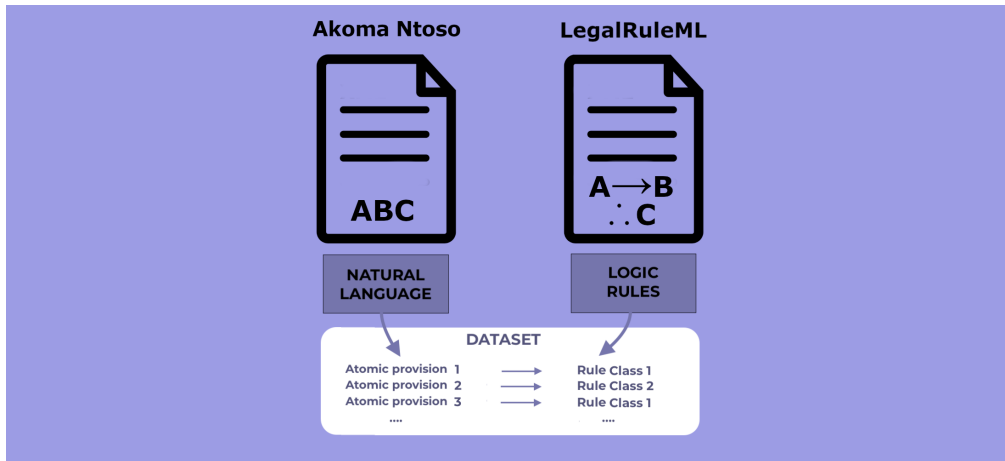 Akoma Ntoso
LegalRuleML
ABC
A→B
∴C
NATURAL
LANGUAGE
LOGIC
RULES
DATASET
Atomic provision 1 → Rule Class 1
Atomic provision 2 → Rule Class 2
Atomic provision 3 → Rule Class 1
.... ....